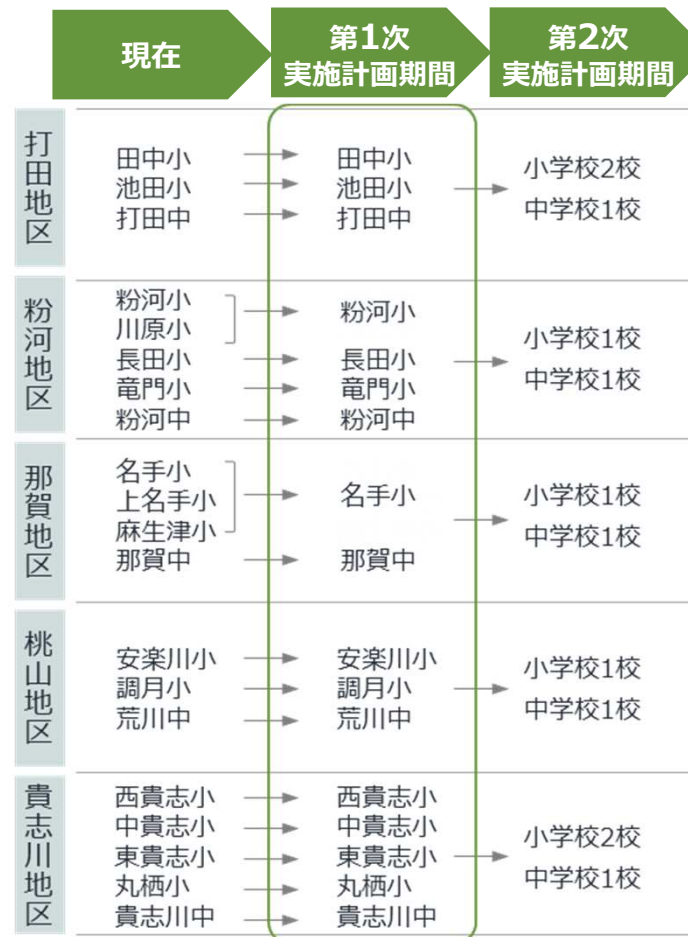 現在
第1次
実施計画期間
第2次
実施計画期間
打田地区
田中小
池田小
打田中
田中小
池田小
打田中
小学校2校
中学校1校
粉河地区
粉河小
川原小
長田小
竜門小
粉河中
粉河小
長田小
竜門小
粉河中
小学校1校
中学校1校
那賀地区
名手小
上名手小
麻生津小
那賀中
名手小
那賀中
小学校1校
中学校1校
桃山地区
安楽川小
調月小
荒川中
安楽川小
調月小
荒川中
小学校1校
中学校1校
貴志川地区
西貴志小
中貴志小
東貴志小
丸栖小
貴志川中
西貴志小
中貴志小
東貴志小
丸栖小
貴志川中
小学校2校
中学校1校